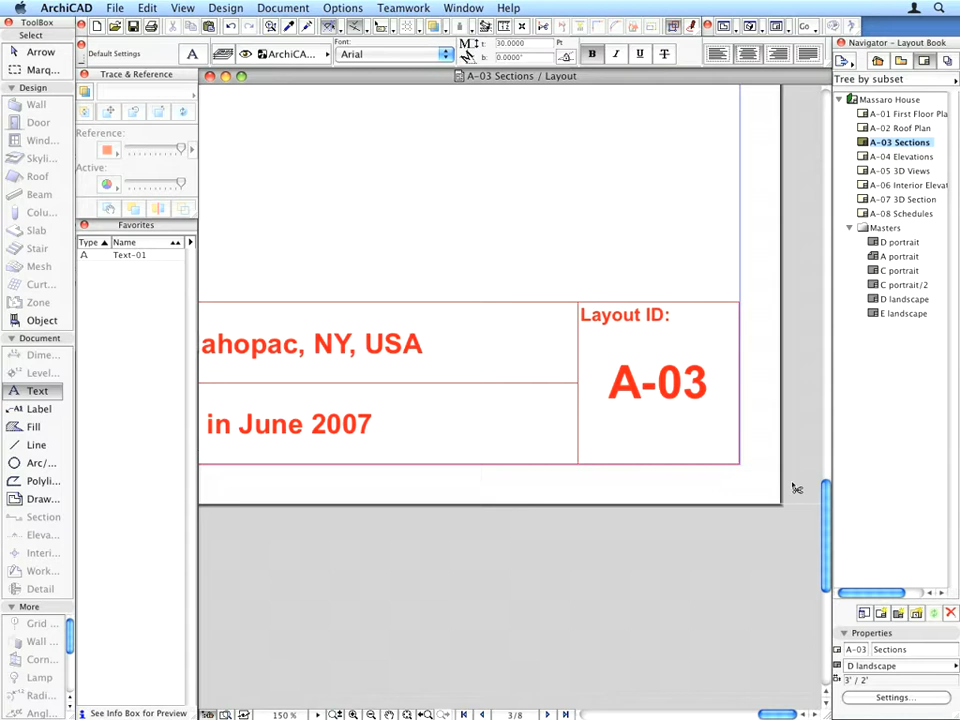 ArchiCAD File Edit View Design Document Options Teamwork Window Help
ToolBox
Select
Arrow
Marq...
Design
Wall
Door
Wind...
Skyli...
Roof
Beam
Colu...
Slab
Stair
Mesh
Curt...
Zone
Object
Document
Dime...
Level...
A Text
A1 Label
Fill
Line
Arc/...
Polyli...
Draw...
Section
Eleva...
Interi...
Work...
Detail
More
Grid ...
Wall ...
Corn...
Lamp
Radi...
Angl...
Default Settings
A
ArchiCA...
Font:
Arial
M
t: 30.0000 Pt
b: 0.0000°
B I U T
Go
Trace & Reference
Reference:
Active:
Favorites
Type Name
A Text-01
See Info Box for Preview
A-03 Sections / Layout
ahopac, NY, USA
in June 2007
Layout ID:
A-03
150 %
3/8
Navigator - Layout Book
Tree by subset
Massaro House
A-01 First Floor Pla
A-02 Roof Plan
A-03 Sections
A-04 Elevations
A-05 3D Views
A-06 Interior Elevat
A-07 3D Section
A-08 Schedules
Masters
D portrait
A portrait
C portrait
C portrait/2
D landscape
E landscape
Properties
A-03 Sections
D landscape
3' / 2'
Settings...